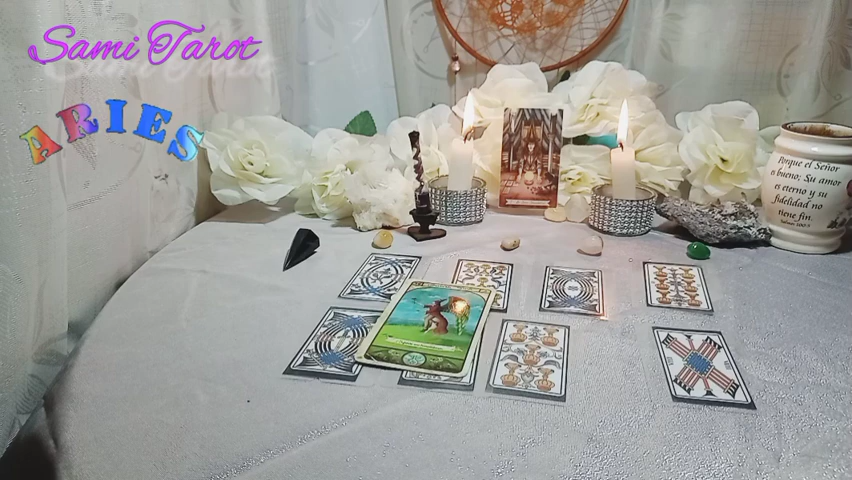 Sami Tarot
ARIES
Porque el Señor
es bueno; Su amor
es eterno y su
fidelidad no
tiene fin.